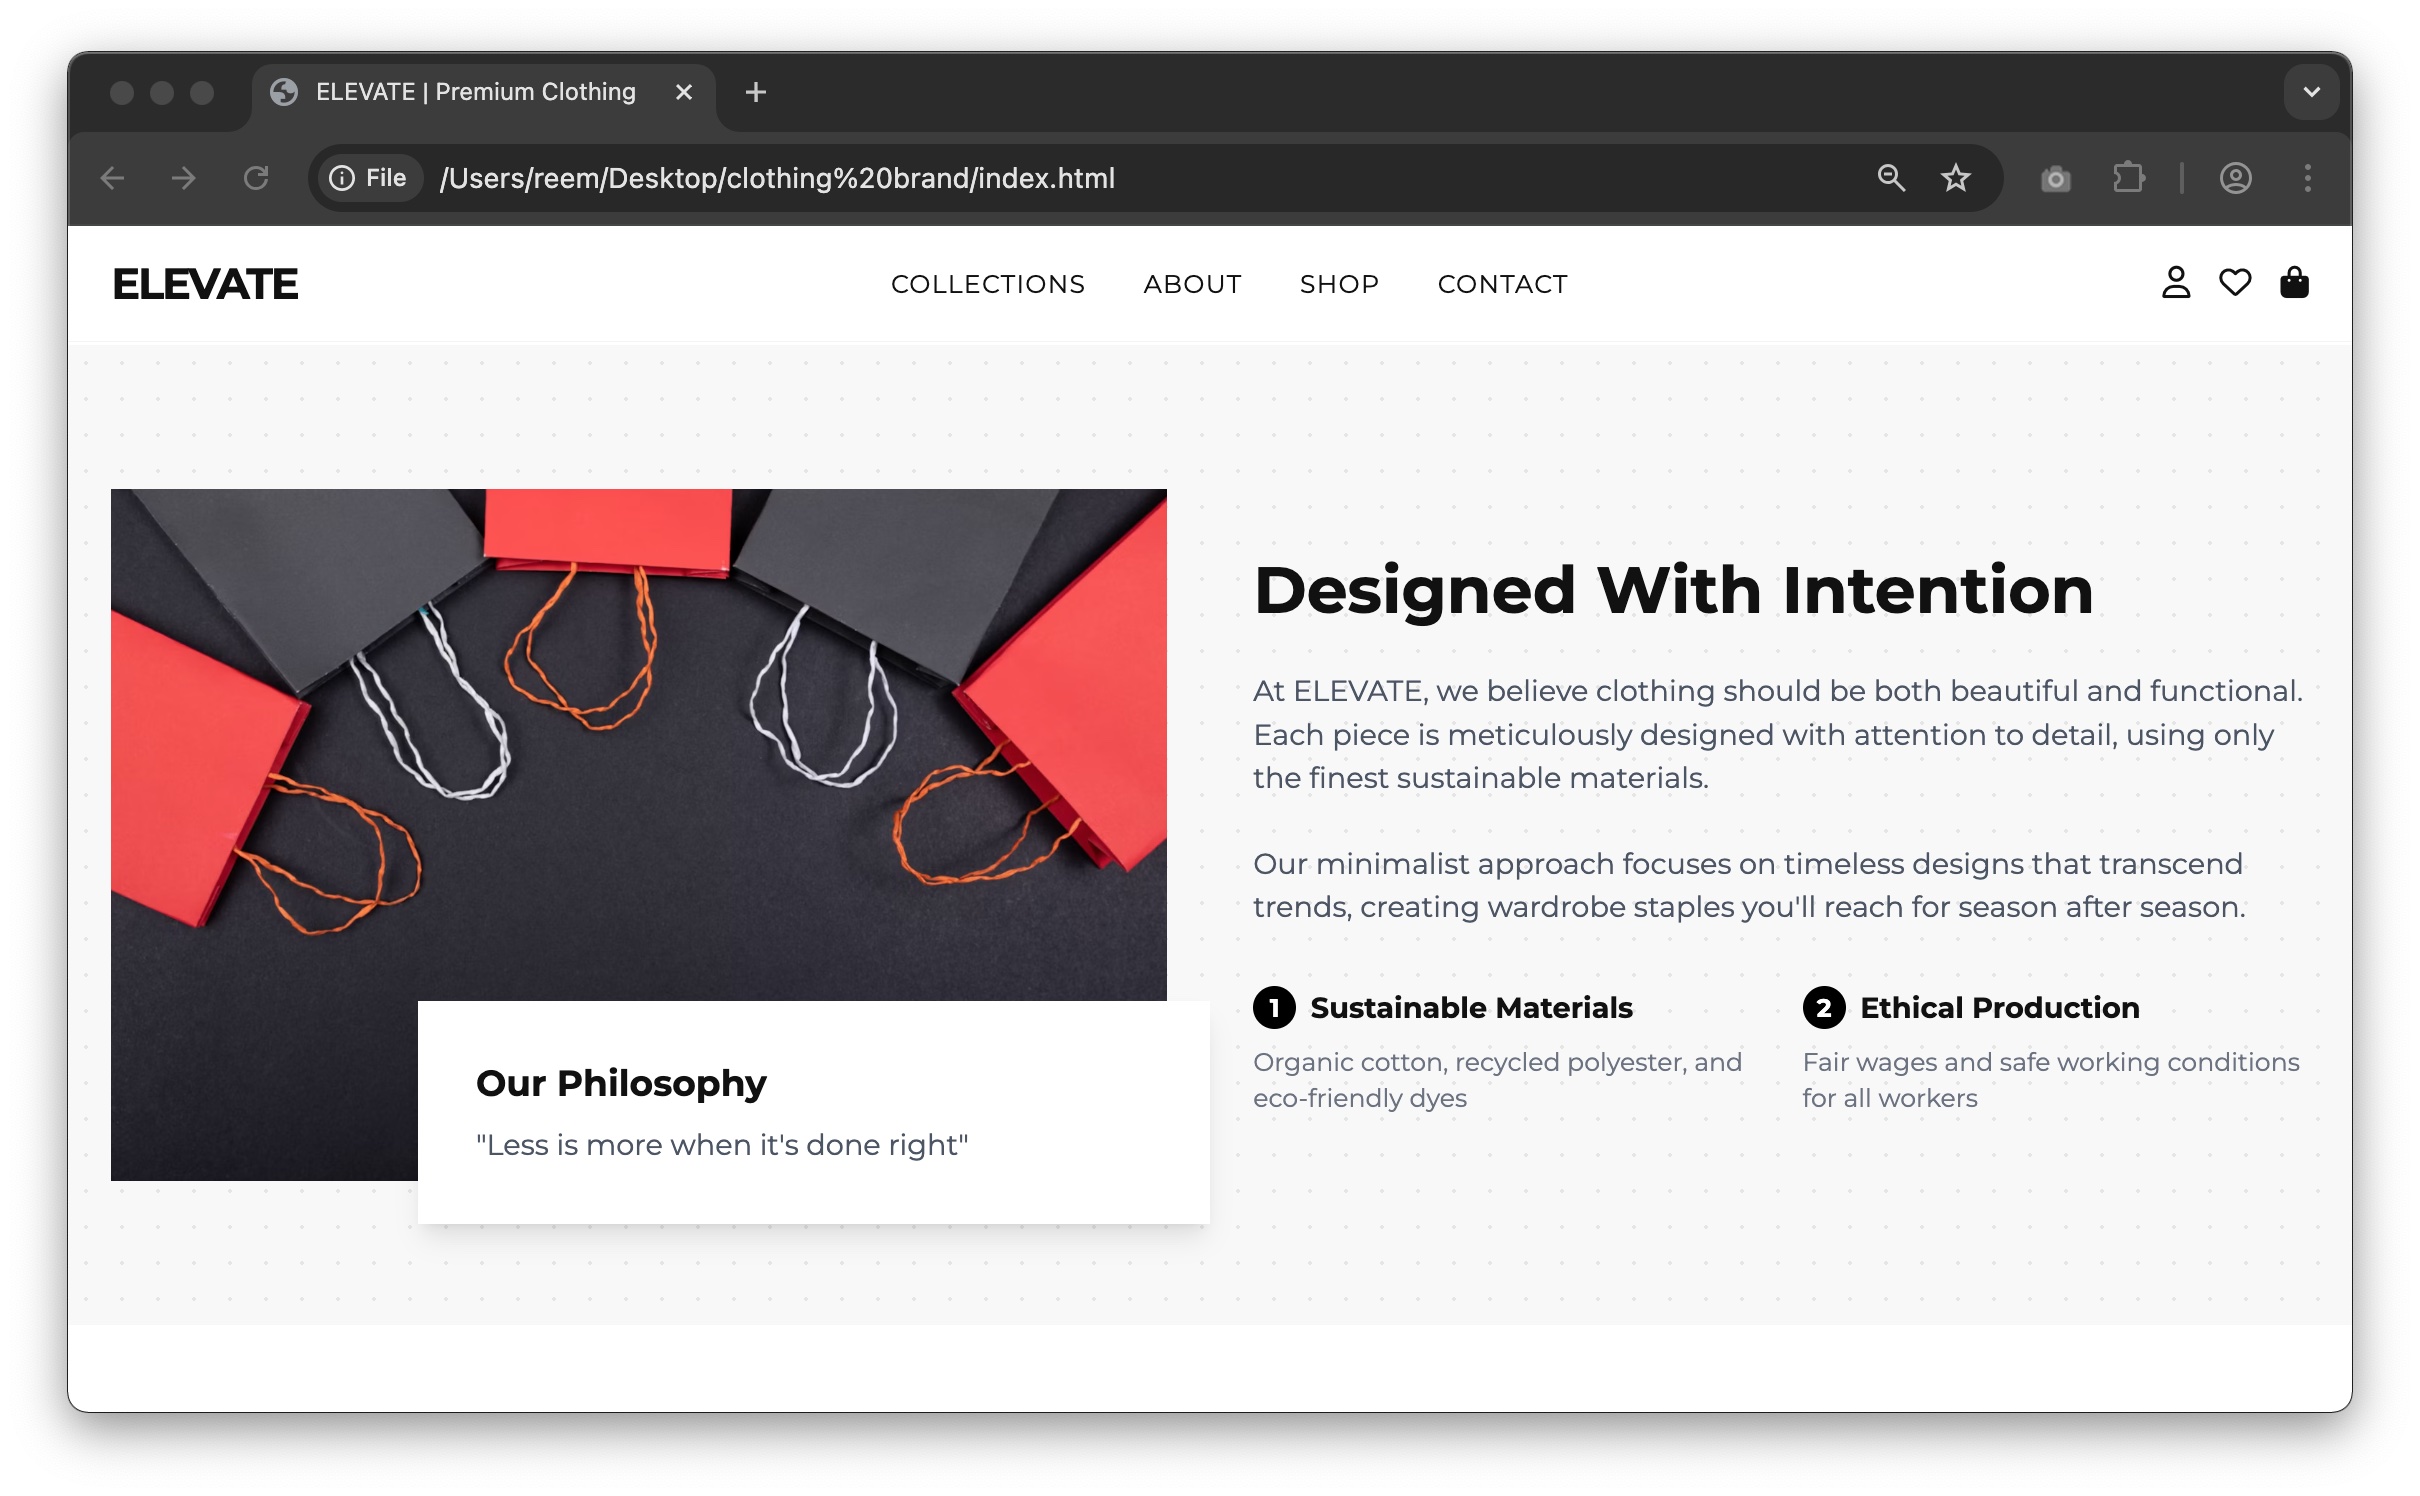 ELEVATE | Premium Clothing
File
/Users/reem/Desktop/clothing%20brand/index.html
ELEVATE
COLLECTIONS
ABOUT
SHOP
CONTACT
Our Philosophy
"Less is more when it's done right"
Designed With Intention
At ELEVATE, we believe clothing should be both beautiful and functional.
Each piece is meticulously designed with attention to detail, using only
the finest sustainable materials.
Our minimalist approach focuses on timeless designs that transcend
trends, creating wardrobe staples you'll reach for season after season.
1 Sustainable Materials
Organic cotton, recycled polyester, and
eco-friendly dyes
2 Ethical Production
Fair wages and safe working conditions
for all workers